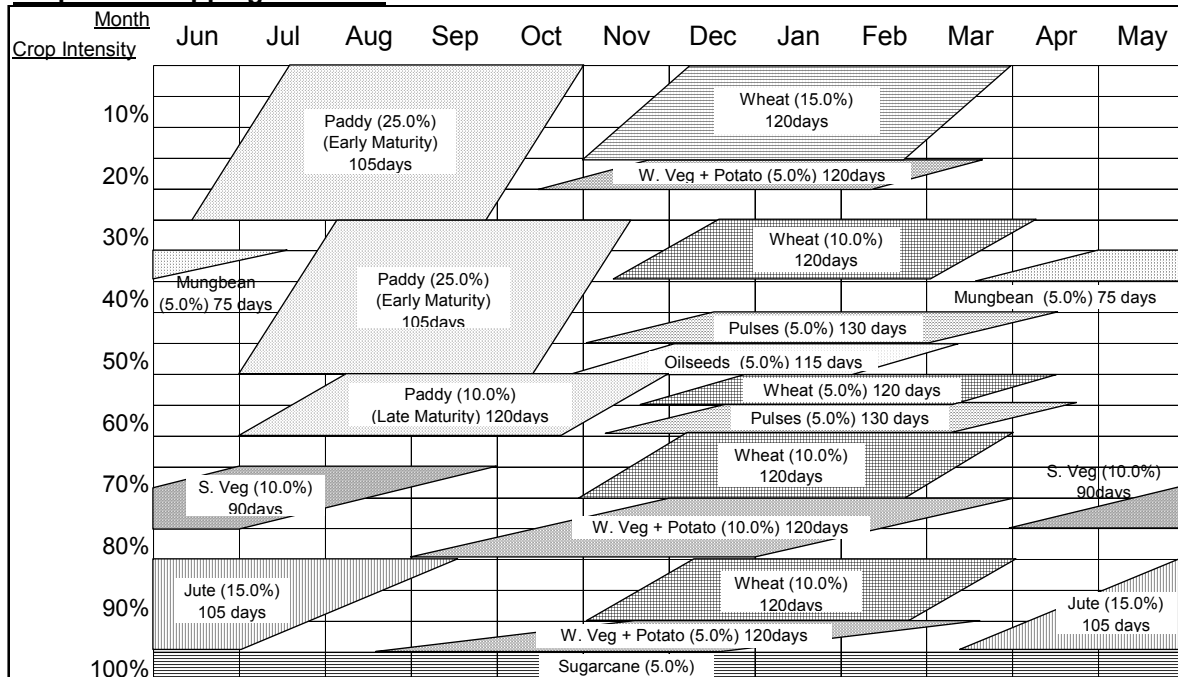 Month
Crop Intensity
Jun Jul Aug Sep Oct Nov Dec Jan Feb Mar Apr May
10%
Paddy (25.0%)
(Early Maturity)
105days
Wheat (15.0%)
120days
20%
W. Veg + Potato (5.0%) 120days
30%
Wheat (10.0%)
120days
Mungbean
(5.0%) 75 days
Paddy (25.0%)
(Early Maturity)
105days
Mungbean (5.0%) 75 days
40%
Pulses (5.0%) 130 days
50%
Oilseeds (5.0%) 115 days
Paddy (10.0%)
(Late Maturity) 120days
Wheat (5.0%) 120 days
60%
Pulses (5.0%) 130 days
Wheat (10.0%)
120days
70%
S. Veg (10.0%)
90days
S. Veg (10.0%)
90days
W. Veg + Potato (10.0%) 120days
80%
Jute (15.0%)
105 days
Wheat (10.0%)
120days
90%
Jute (15.0%)
105 days
W. Veg + Potato (5.0%) 120days
100%
Sugarcane (5.0%)